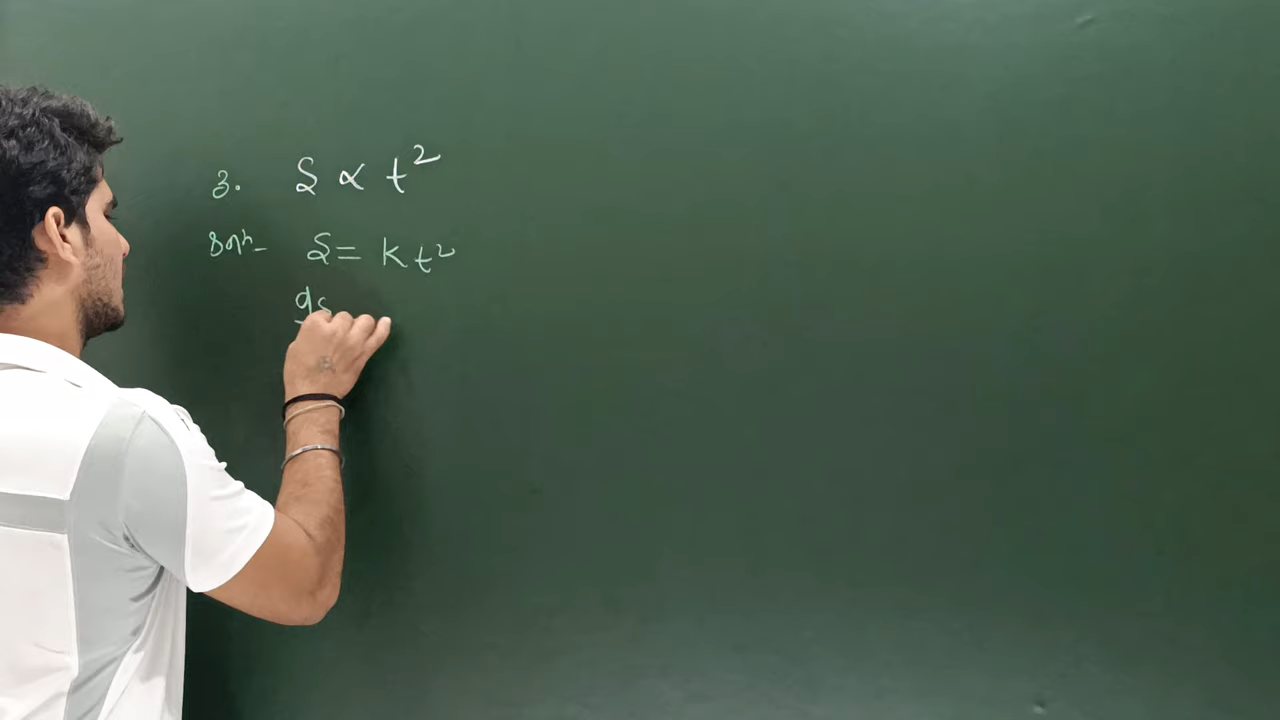 3. S ∝ t²
Solⁿ- S = kt²
ds